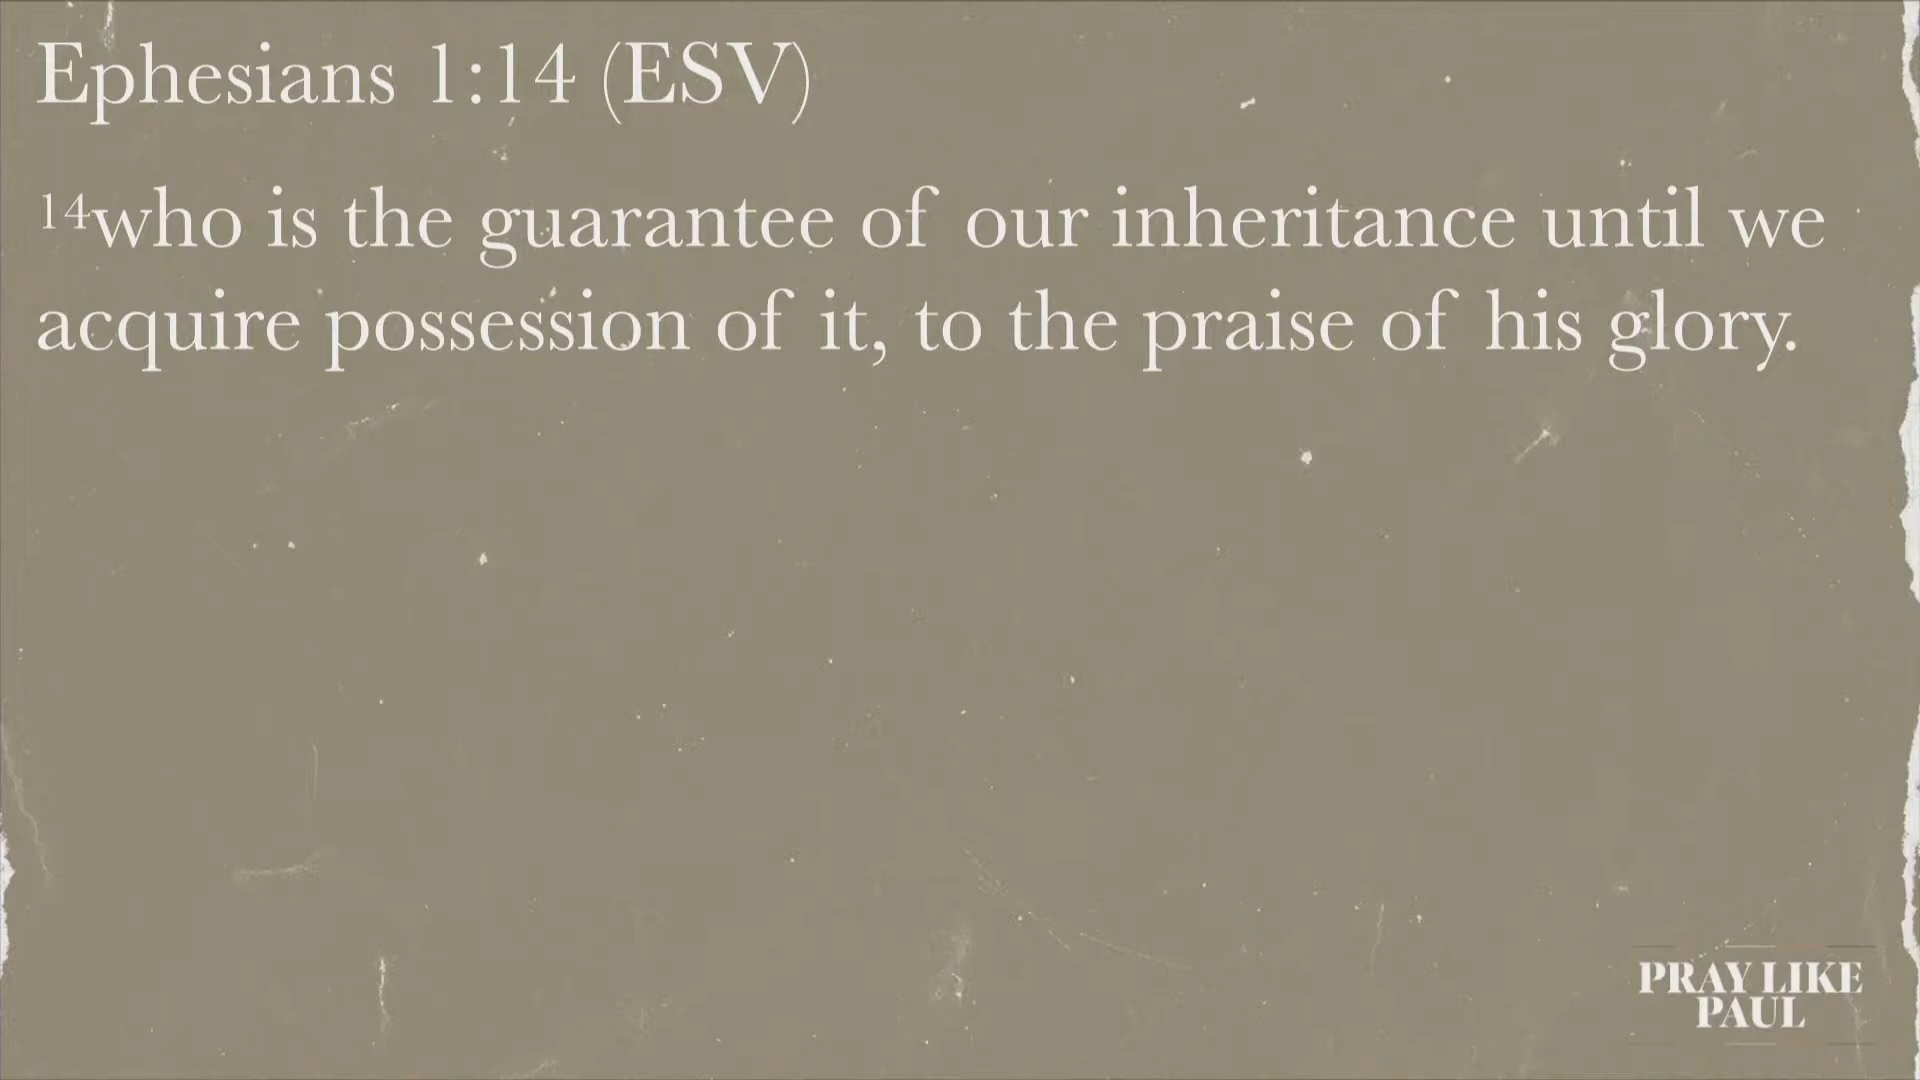 Ephesians 1:14 (ESV)
14who is the guarantee of our inheritance until we
acquire possession of it, to the praise of his glory.
PRAY LIKE
PAUL